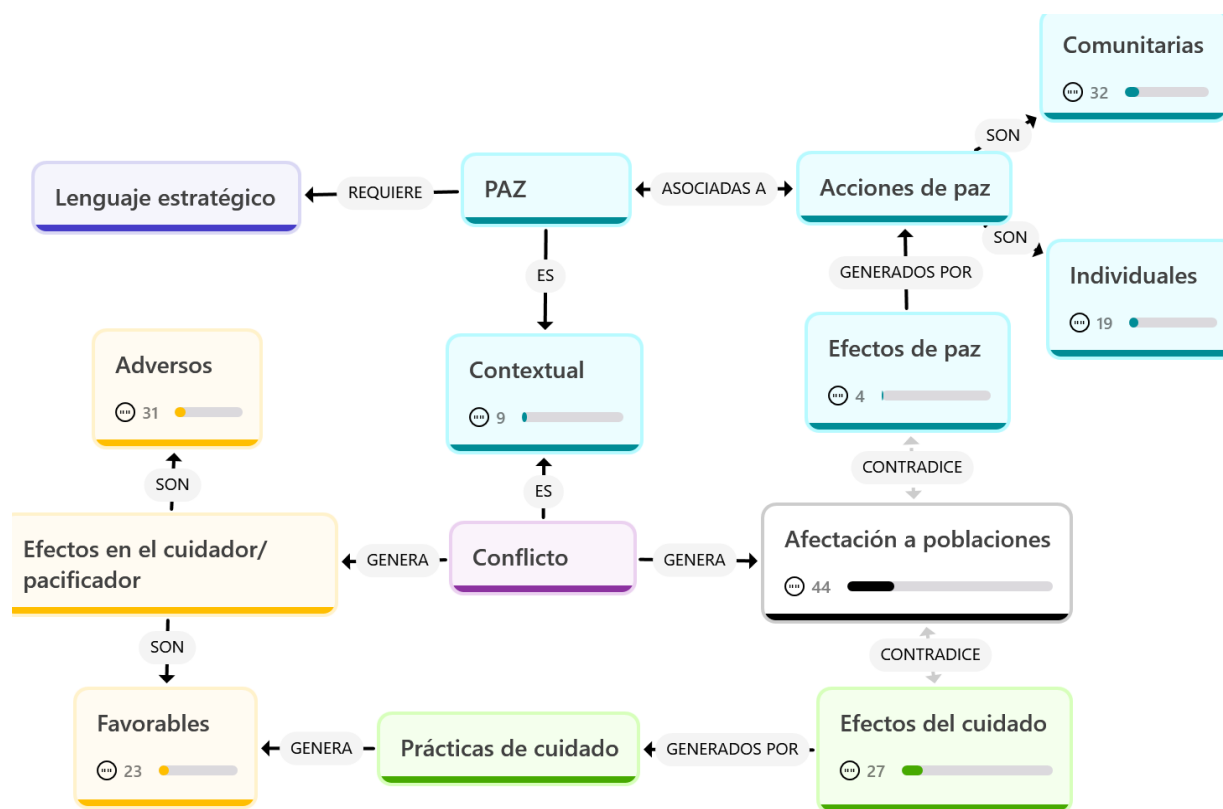 Comunitarias
32
SON
Lenguaje estratégico
REQUIERE
PAZ
ASOCIADAS A
Acciones de paz
SON
ES
GENERADOS POR
Individuales
19
Adversos
31
Contextual
9
Efectos de paz
4
SON
ES
CONTRADICE
Efectos en el cuidador/
pacificador
GENERA
Conflicto
GENERA
Afectación a poblaciones
44
SON
CONTRADICE
Favorables
23
GENERA
Prácticas de cuidado
GENERADOS POR
Efectos del cuidado
27